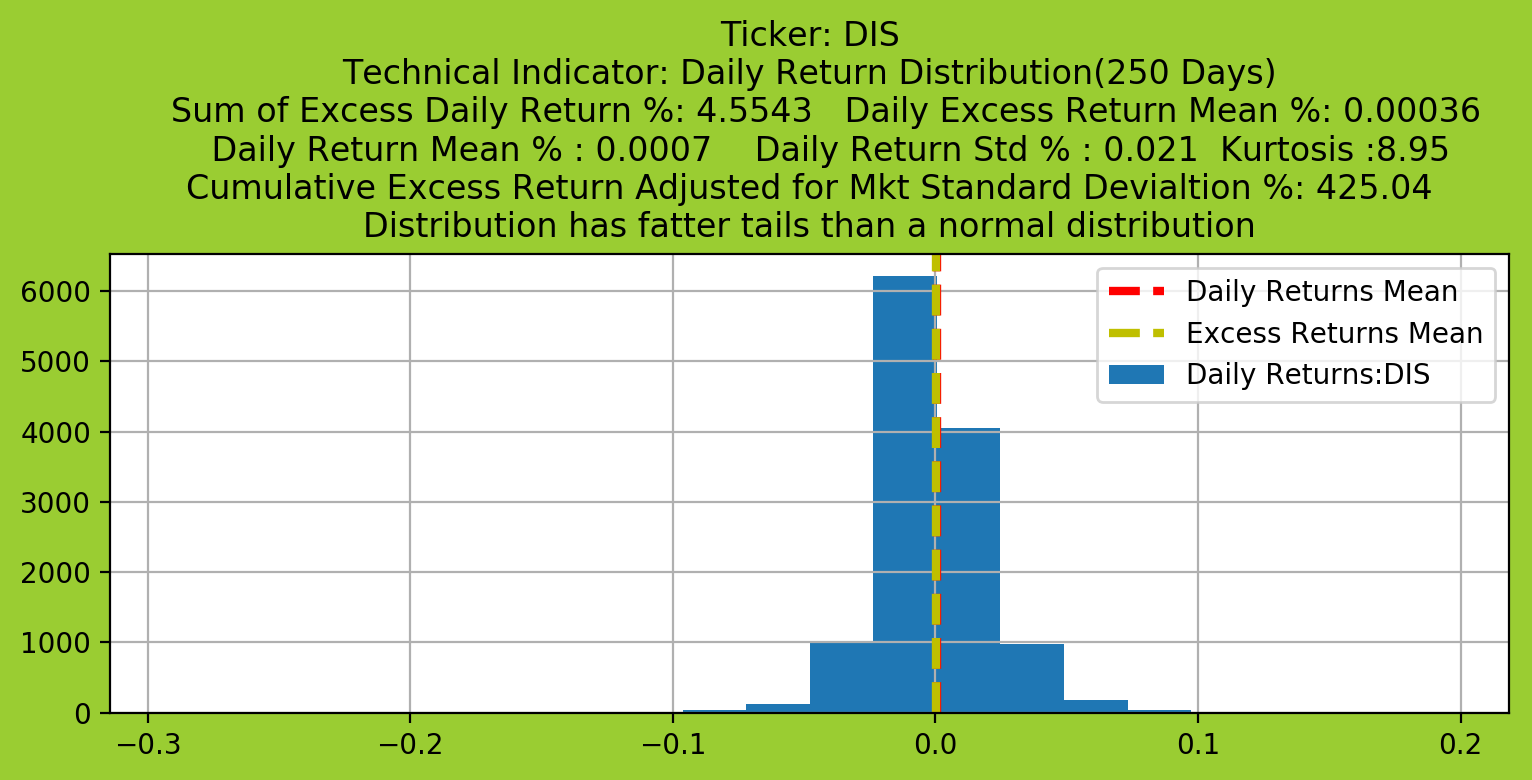 Ticker: DIS
Technical Indicator: Daily Return Distribution(250 Days)
Sum of Excess Daily Return %: 4.5543   Daily Excess Return Mean %: 0.00036
Daily Return Mean % : 0.0007    Daily Return Std % : 0.021  Kurtosis :8.95
Cumulative Excess Return Adjusted for Mkt Standard Devialtion %: 425.04
Distribution has fatter tails than a normal distribution
Daily Returns Mean
Excess Returns Mean
Daily Returns:DIS
6000
5000
4000
3000
2000
1000
0
−0.3 −0.2 −0.1 0.0 0.1 0.2